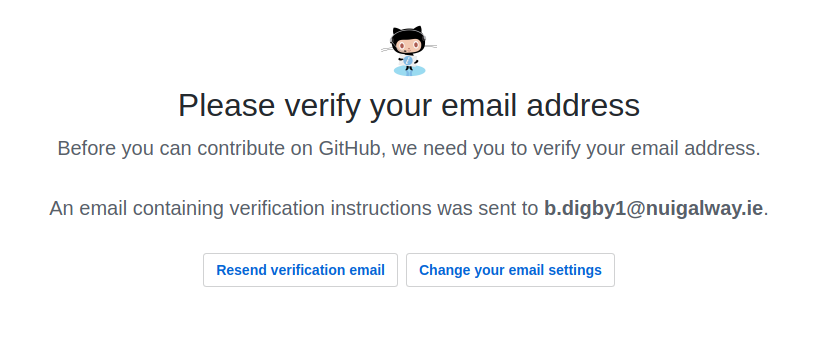 Please verify your email address
Before you can contribute on GitHub, we need you to verify your email address.
An email containing verification instructions was sent to b.digby1@nuigalway.ie.
Resend verification email
Change your email settings